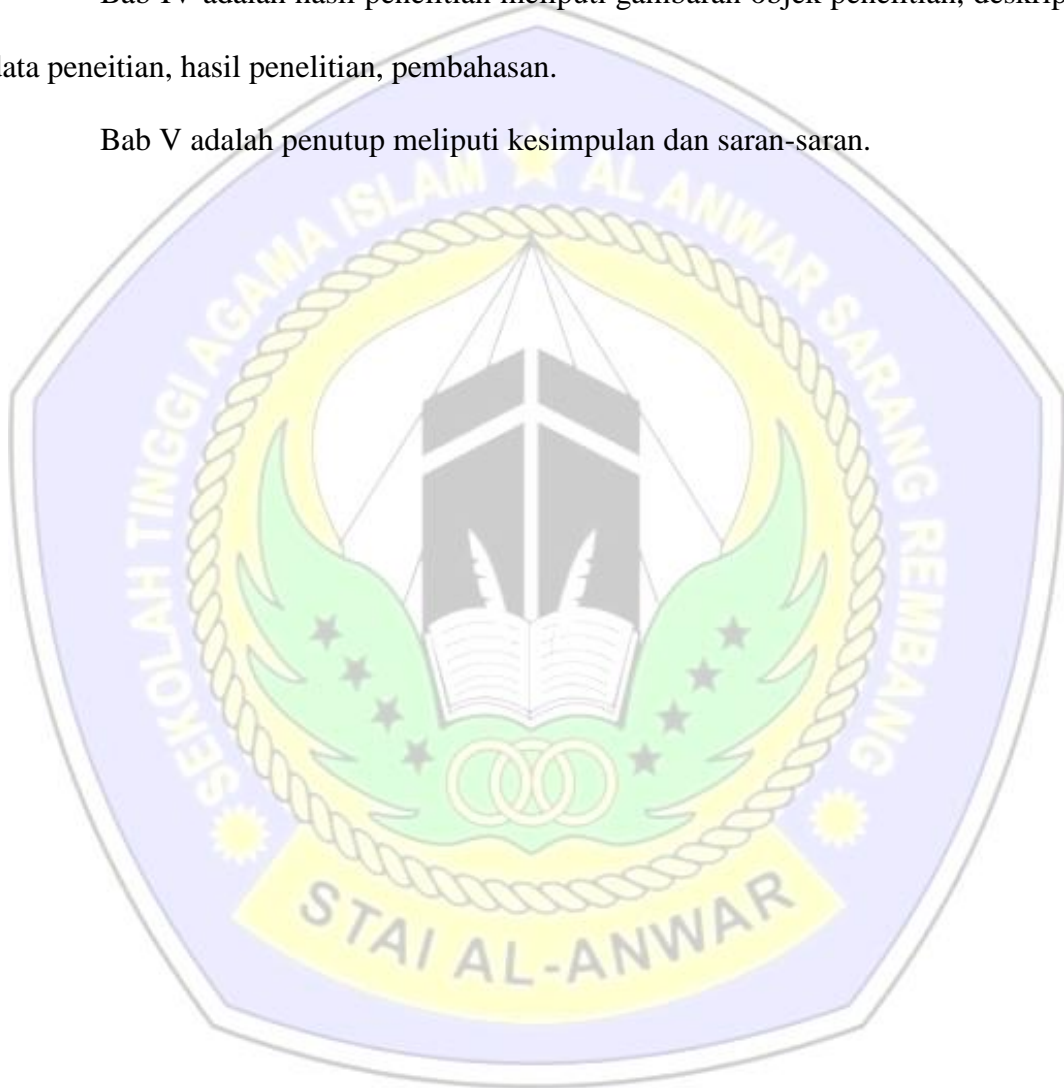 Bab IV adalah hasil penelitian meliputi gambaran objek penelitian, deskrip
data peneitian, hasil penelitian, pembahasan.
Bab V adalah penutup meliputi kesimpulan dan saran-saran.
SEKOLAH TINGGI AGAMA ISLAM AL ANWAR SARANG REMBANG
STAI AL-ANWAR